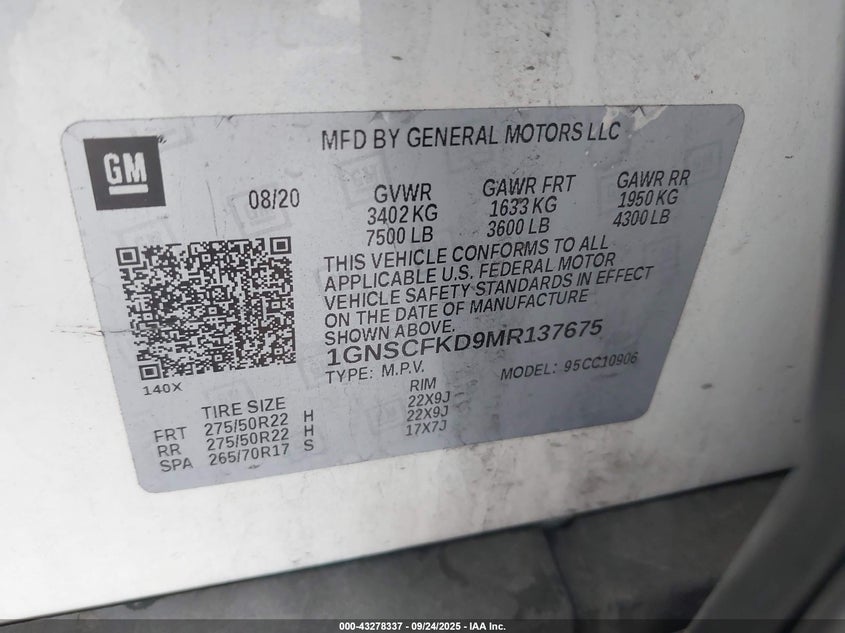 GM
MFD BY GENERAL MOTORS LLC
08/20
GVWR
3402 KG
7500 LB
GAWR FRT
1633 KG
3600 LB
GAWR RR
1950 KG
4300 LB
THIS VEHICLE CONFORMS TO ALL
APPLICABLE U.S. FEDERAL MOTOR
VEHICLE SAFETY STANDARDS IN EFFECT
ON THE DATE OF MANUFACTURE
SHOWN ABOVE.
1GNSCFKD9MR137675
TYPE: M.P.V.
MODEL: 95CC10906
140X
TIRE SIZE
RIM
FRT 275/50R22 H 22X9J
RR 275/50R22 H 22X9J
SPA 265/70R17 S 17X7J
000-43278337 - 09/24/2025 - IAA Inc.